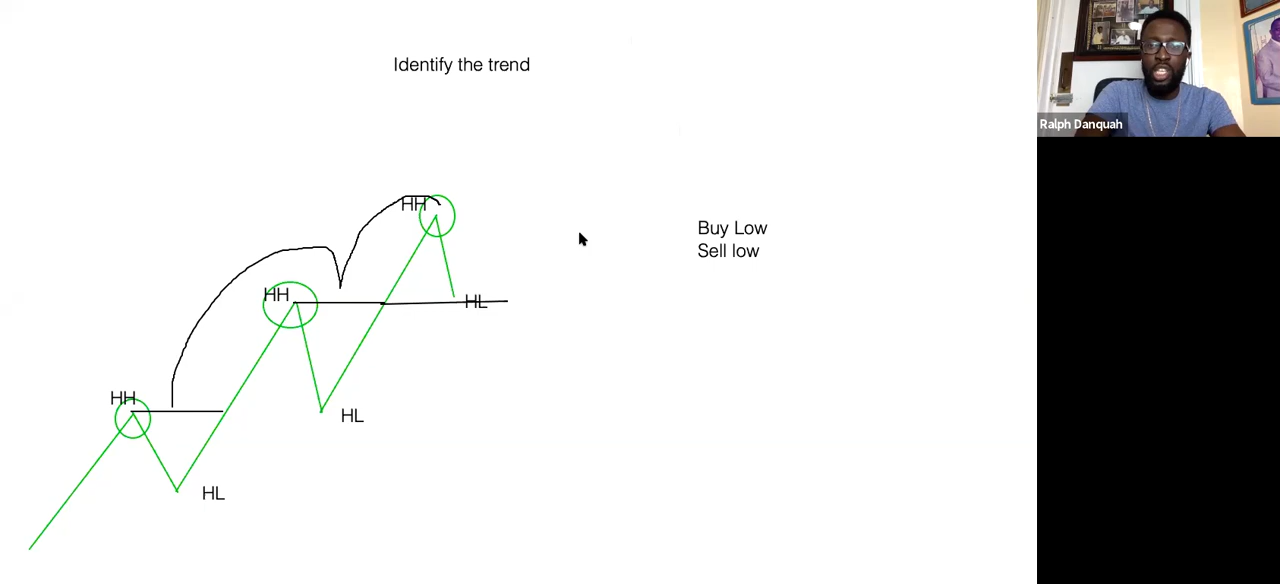 Identify the trend
Ralph Danquah
HH
Buy Low
Sell low
HH
HL
HH
HL
HL